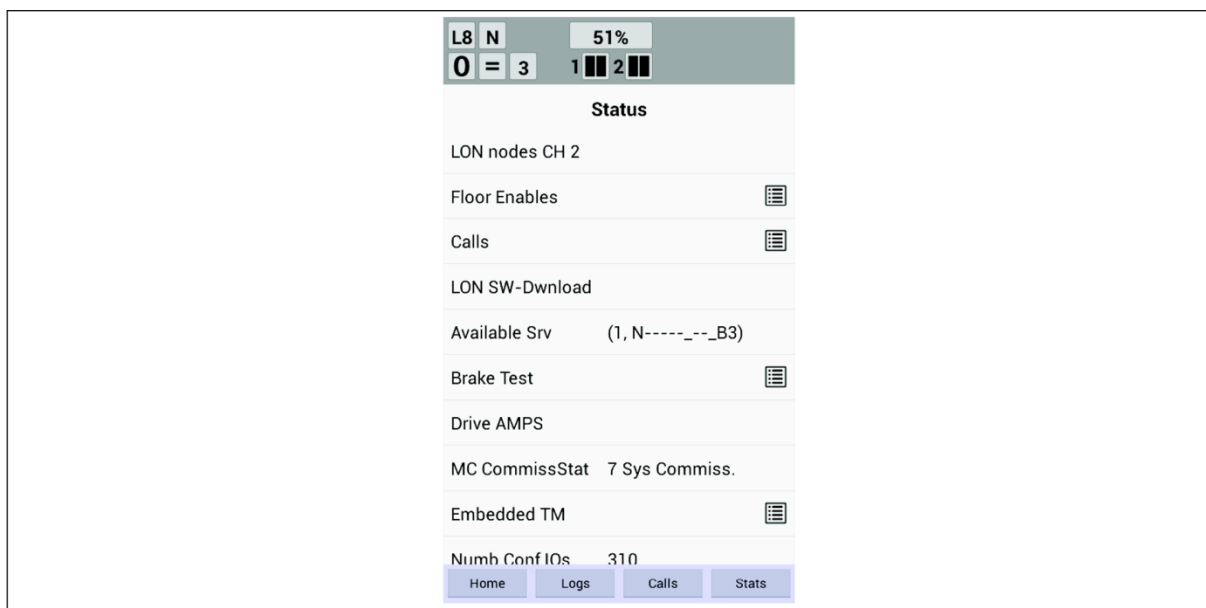 L8 N 51%
0 = 3 1 2
Status
LON nodes CH 2
Floor Enables
Calls
LON SW-Dwnload
Available Srv (1, N-----_--_B3)
Brake Test
Drive AMPS
MC CommissStat 7 Sys Commiss.
Embedded TM
Numb Conf IOs 310
Home Logs Calls Stats